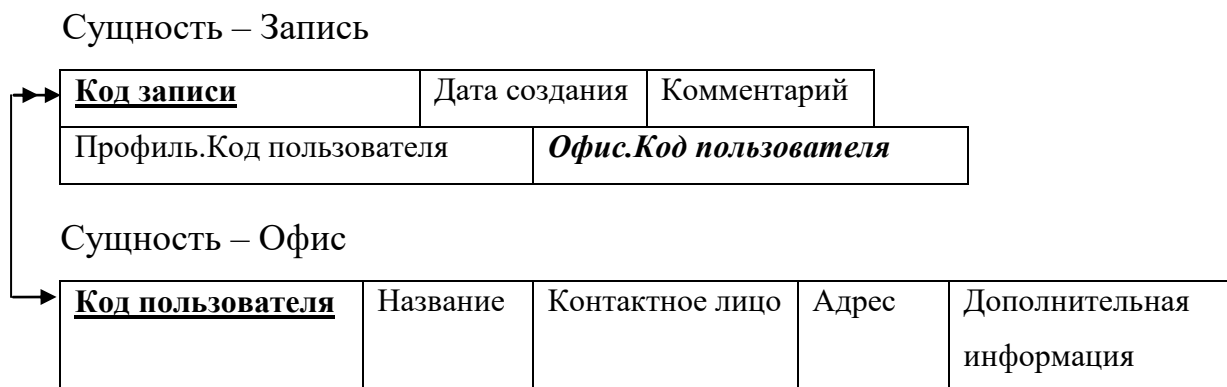 Сущность – Запись
Код записи Дата создания Комментарий
Профиль.Код пользователя Офис.Код пользователя
Сущность – Офис
Код пользователя Название Контактное лицо Адрес Дополнительная
информация